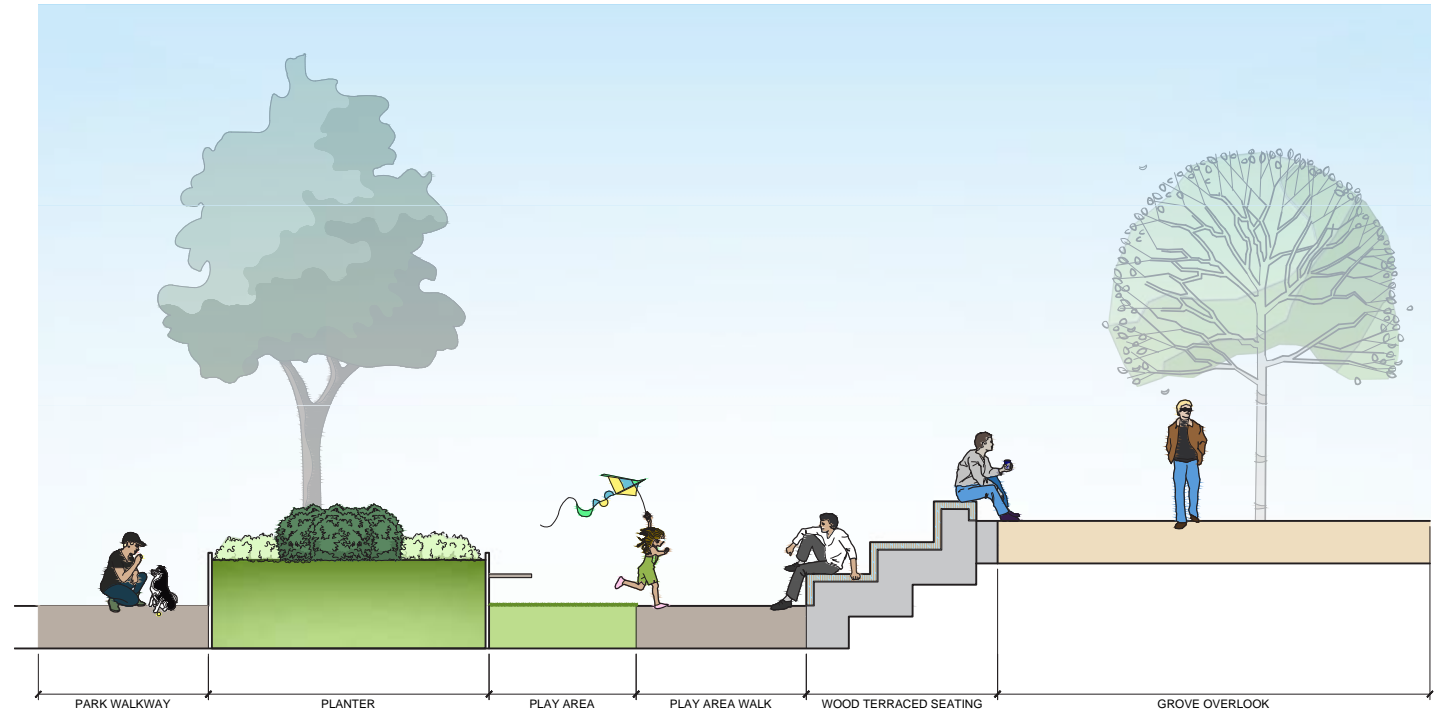 PARK WALKWAY
PLANTER
PLAY AREA
PLAY AREA WALK
WOOD TERRACED SEATING
GROVE OVERLOOK